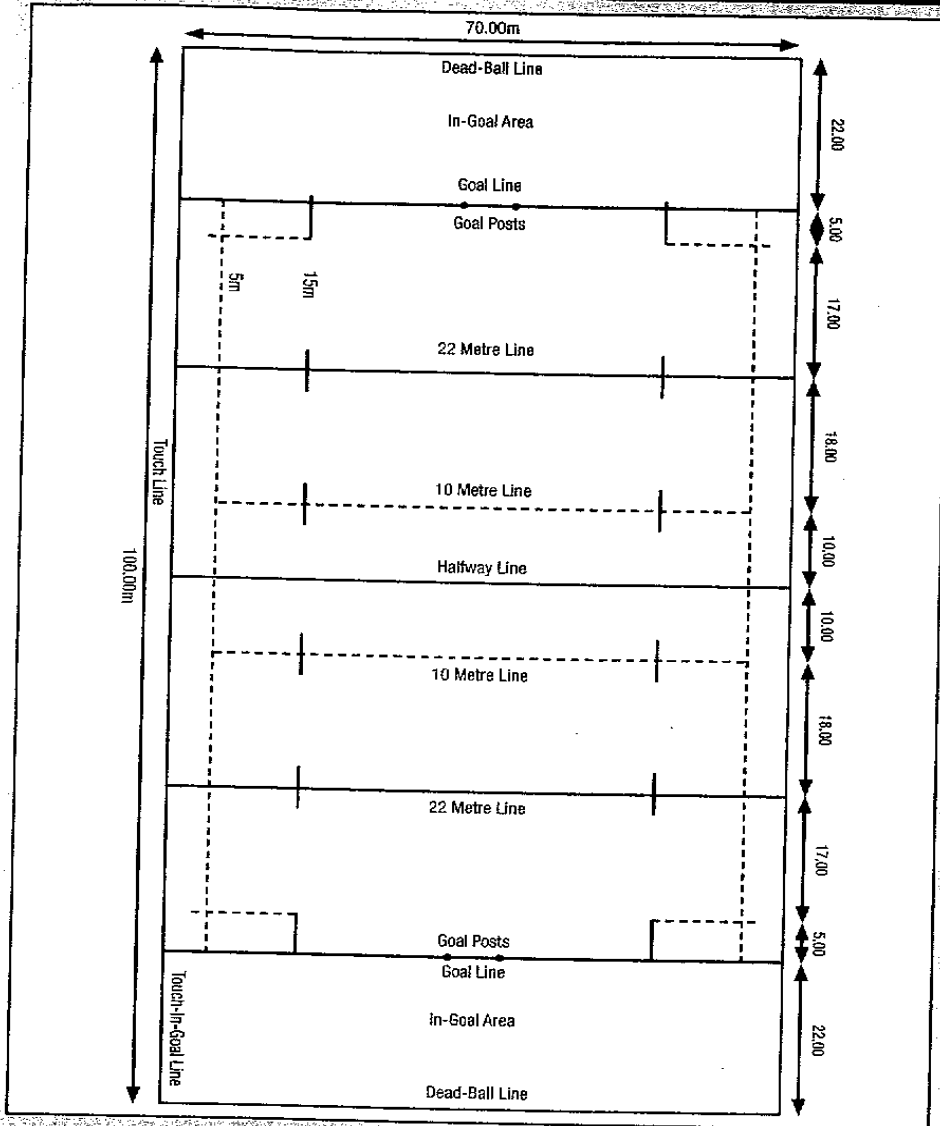 70.00m
Dead-Ball Line
In-Goal Area
22.00
Goal Line
Goal Posts
5.00
5m
15m
17.00
22 Metre Line
18.00
Touch Line
10 Metre Line
10.00
100.00m
Halfway Line
10.00
10 Metre Line
18.00
22 Metre Line
17.00
Goal Posts
5.00
Goal Line
Touch-In-Goal Line
In-Goal Area
22.00
Dead-Ball Line